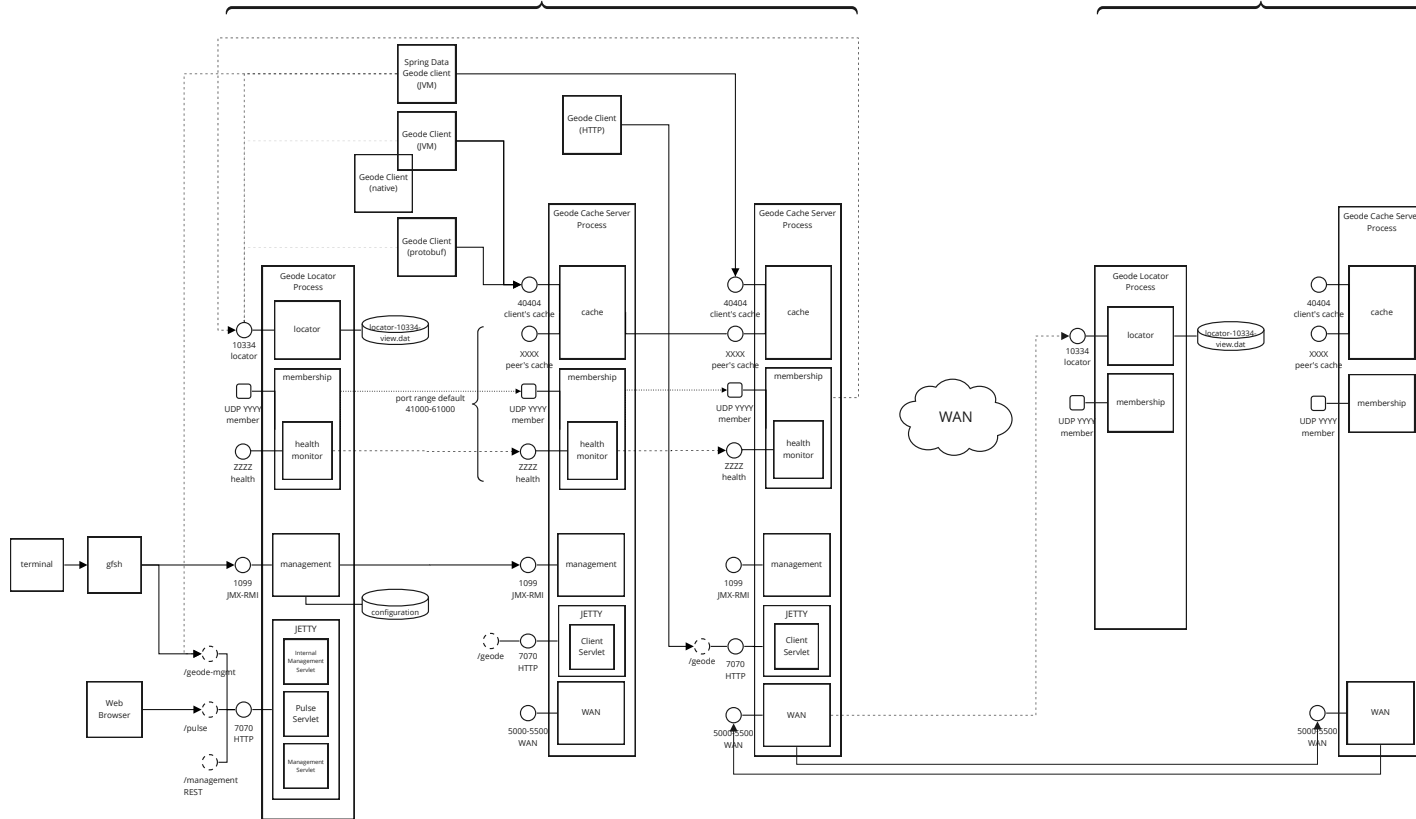 Spring Data
Geode client
(JVM)
Geode Client
(HTTP)
Geode Client
(JVM)
Geode Client
(native)
Geode Client
(protobuf)
Geode Cache Server
Process
Geode Cache Server
Process
Geode Cache Serve
Process
Geode Locator
Process
Geode Locator
Process
locator
locator-10334-
view.dat
10334
locator
cache
40404
client's cache
XXXX
peer's cache
cache
40404
client's cache
XXXX
peer's cache
locator
locator-10334-
view.dat
10334
locator
cache
40404
client's cache
XXXX
peer's cache
membership
UDP YYYY
member
health
monitor
ZZZZ
health
port range default
41000-61000
membership
UDP YYYY
member
health
monitor
ZZZZ
health
membership
UDP YYYY
member
health
monitor
ZZZZ
health
WAN
membership
UDP YYYY
member
membership
UDP YYYY
member
terminal
gfsh
management
1099
JMX-RMI
configuration
management
1099
JMX-RMI
management
1099
JMX-RMI
JETTY
Internal
Management
Servlet
Pulse
Servlet
Management
Servlet
/geode-mgmt
Web
Browser
/pulse
7070
HTTP
/management
REST
JETTY
Client
Servlet
/geode
7070
HTTP
JETTY
Client
Servlet
/geode
7070
HTTP
WAN
5000-5500
WAN
WAN
5000-5500
WAN
WAN
5000-5500
WAN